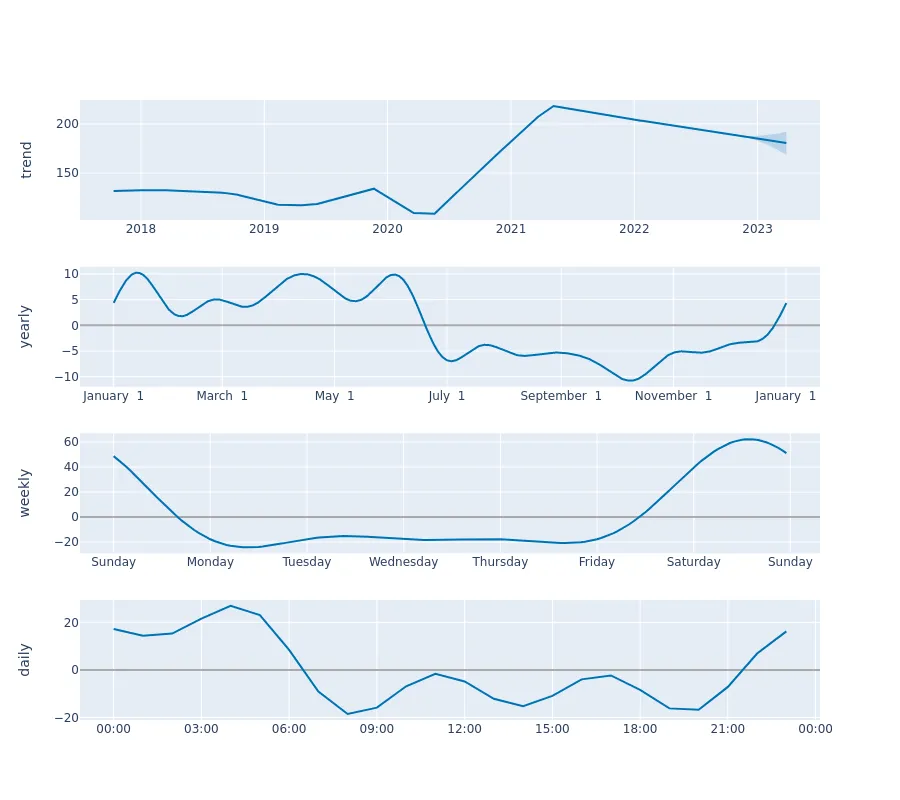 trend
200
150
2018 2019 2020 2021 2022 2023
yearly
10
5
0
−5
−10
January 1 March 1 May 1 July 1 September 1 November 1 January 1
weekly
60
40
20
0
−20
Sunday Monday Tuesday Wednesday Thursday Friday Saturday Sunday
daily
20
0
−20
00:00 03:00 06:00 09:00 12:00 15:00 18:00 21:00 00:00